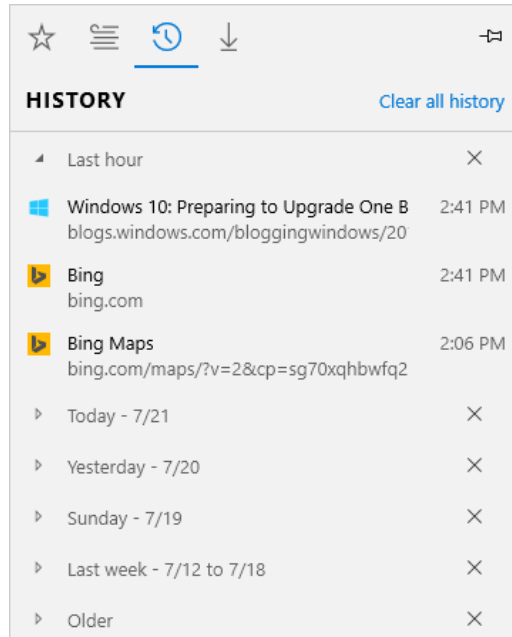 HISTORY Clear all history
Last hour
Windows 10: Preparing to Upgrade One B 2:41 PM
blogs.windows.com/bloggingwindows/20
Bing 2:41 PM
bing.com
Bing Maps 2:06 PM
bing.com/maps/?v=2&cp=sg70xqhbwfq2
Today - 7/21
Yesterday - 7/20
Sunday - 7/19
Last week - 7/12 to 7/18
Older